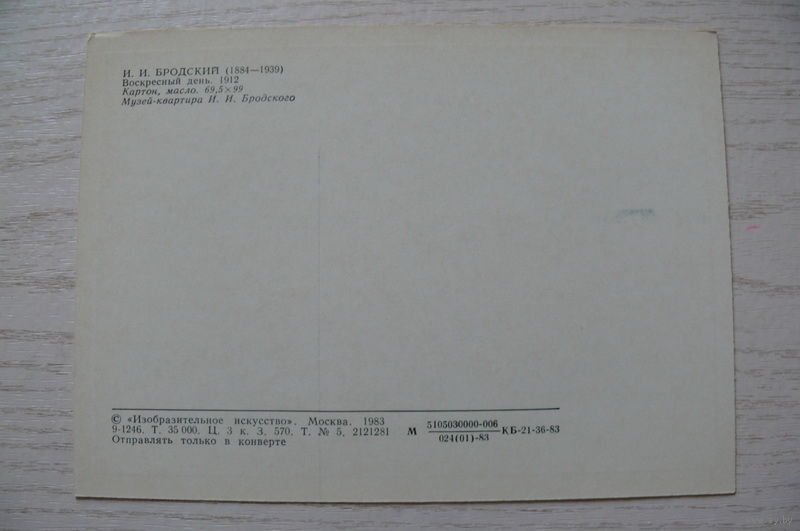 И. И. БРОДСКИЙ (1884—1939)
Воскресный день. 1912
Картон, масло. 69,5×99
Музей-квартира И. И. Бродского
© «Изобразительное искусство». Москва. 1983
9-1246. Т. 35 000. Ц. 3 к. З. 570. Т. № 5. 2121281
Отправлять только в конверте
М 5105030000-006 КБ-21-36-83
024(01)-83